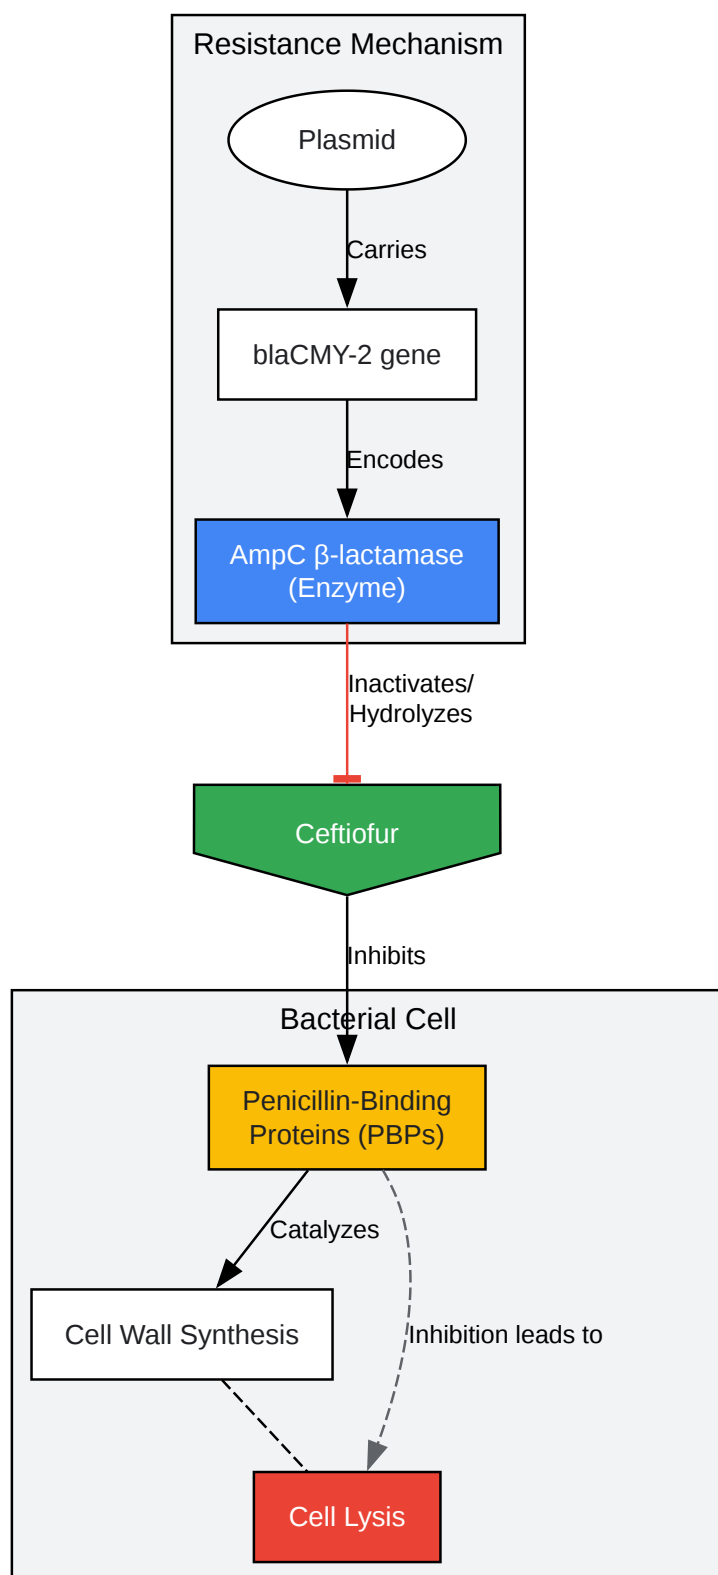 Resistance Mechanism
Plasmid
Carries
blaCMY-2 gene
Encodes
AmpC β-lactamase
(Enzyme)
Inactivates/
Hydrolyzes
Ceftiofur
Inhibits
Bacterial Cell
Penicillin-Binding
Proteins (PBPs)
Catalyzes
Cell Wall Synthesis
Inhibition leads to
Cell Lysis